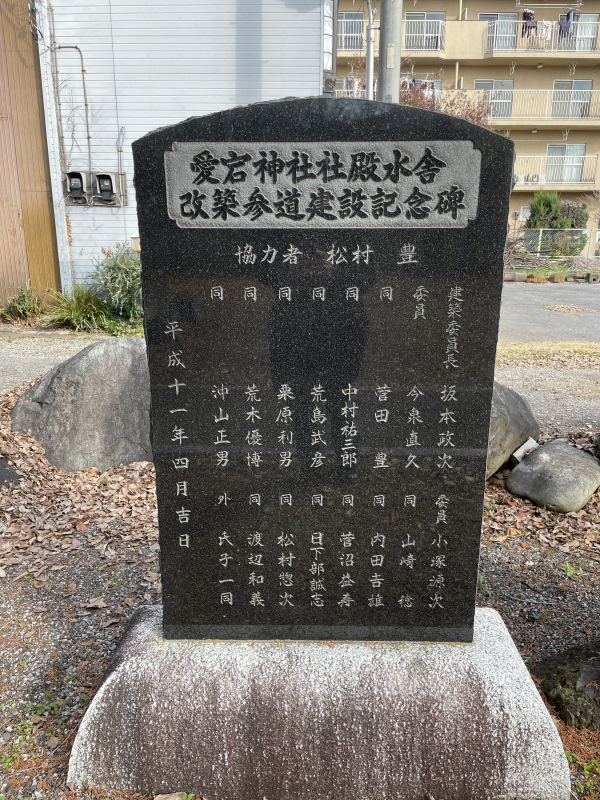 愛宕神社社殿水舎
改築参道建設記念碑
協力者 松村 豊
建築委員長 坂本政次 委員 小塚源次
委員 今泉直久 同 山崎 稔
同 菅田 豊 同 内田吉雄
同 中村祐三郎 同 菅沼益寿
同 荒島武彦 同 日下部誠志
同 栗原利男 同 松村惣次
同 荒木優博 同 渡辺和義
同 沖山正男 外 氏子一同
平成十一年四月吉日